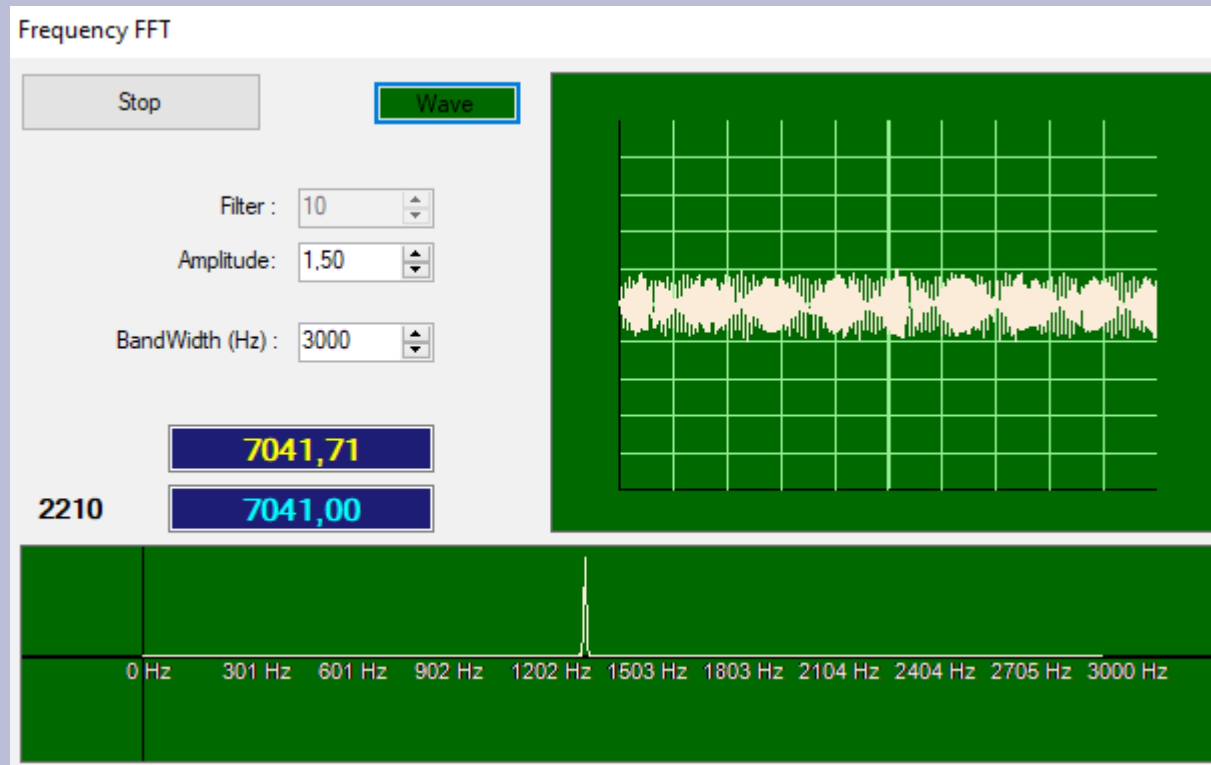 Frequency FFT
Stop
Wave
Filter : 10
Amplitude: 1,50
BandWidth (Hz) : 3000
7041,71
2210 7041,00
0 Hz 301 Hz 601 Hz 902 Hz 1202 Hz 1503 Hz 1803 Hz 2104 Hz 2404 Hz 2705 Hz 3000 Hz